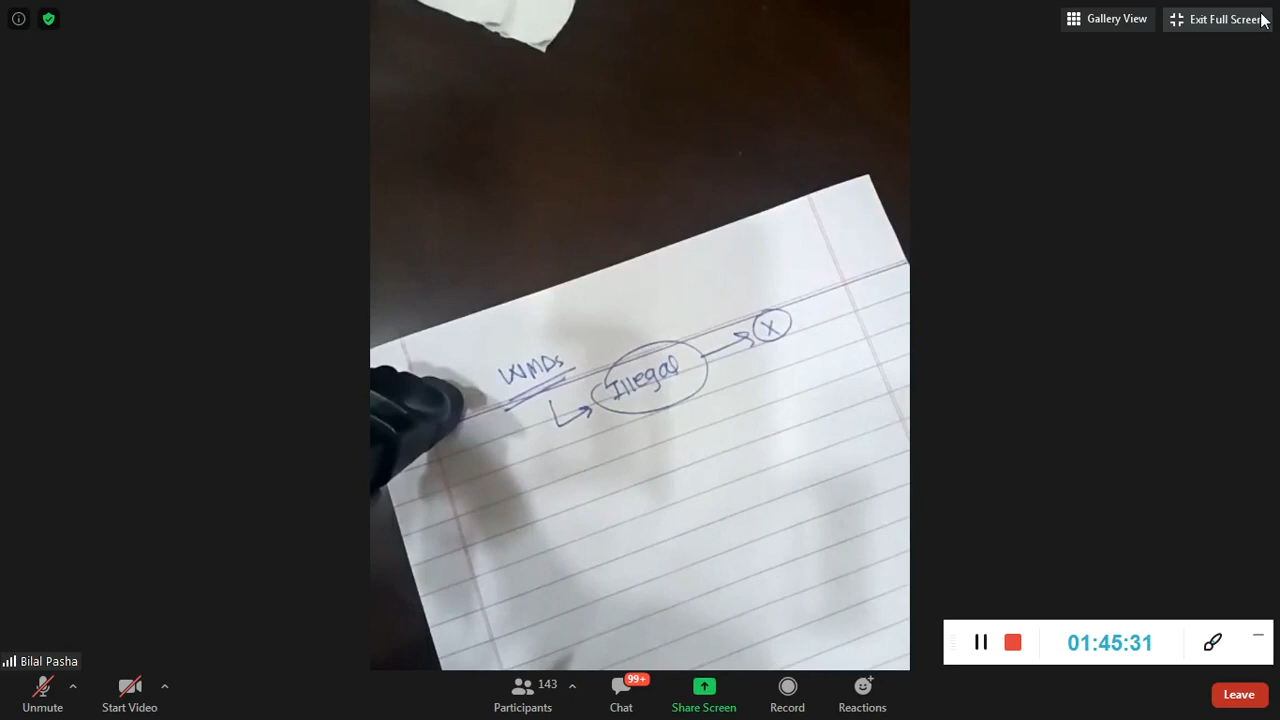 Gallery View
Exit Full Screen
WMDs
Illegal
X
01:45:31
Bilal Pasha
Unmute
Start Video
143
Participants
99+
Chat
Share Screen
Record
Reactions
Leave